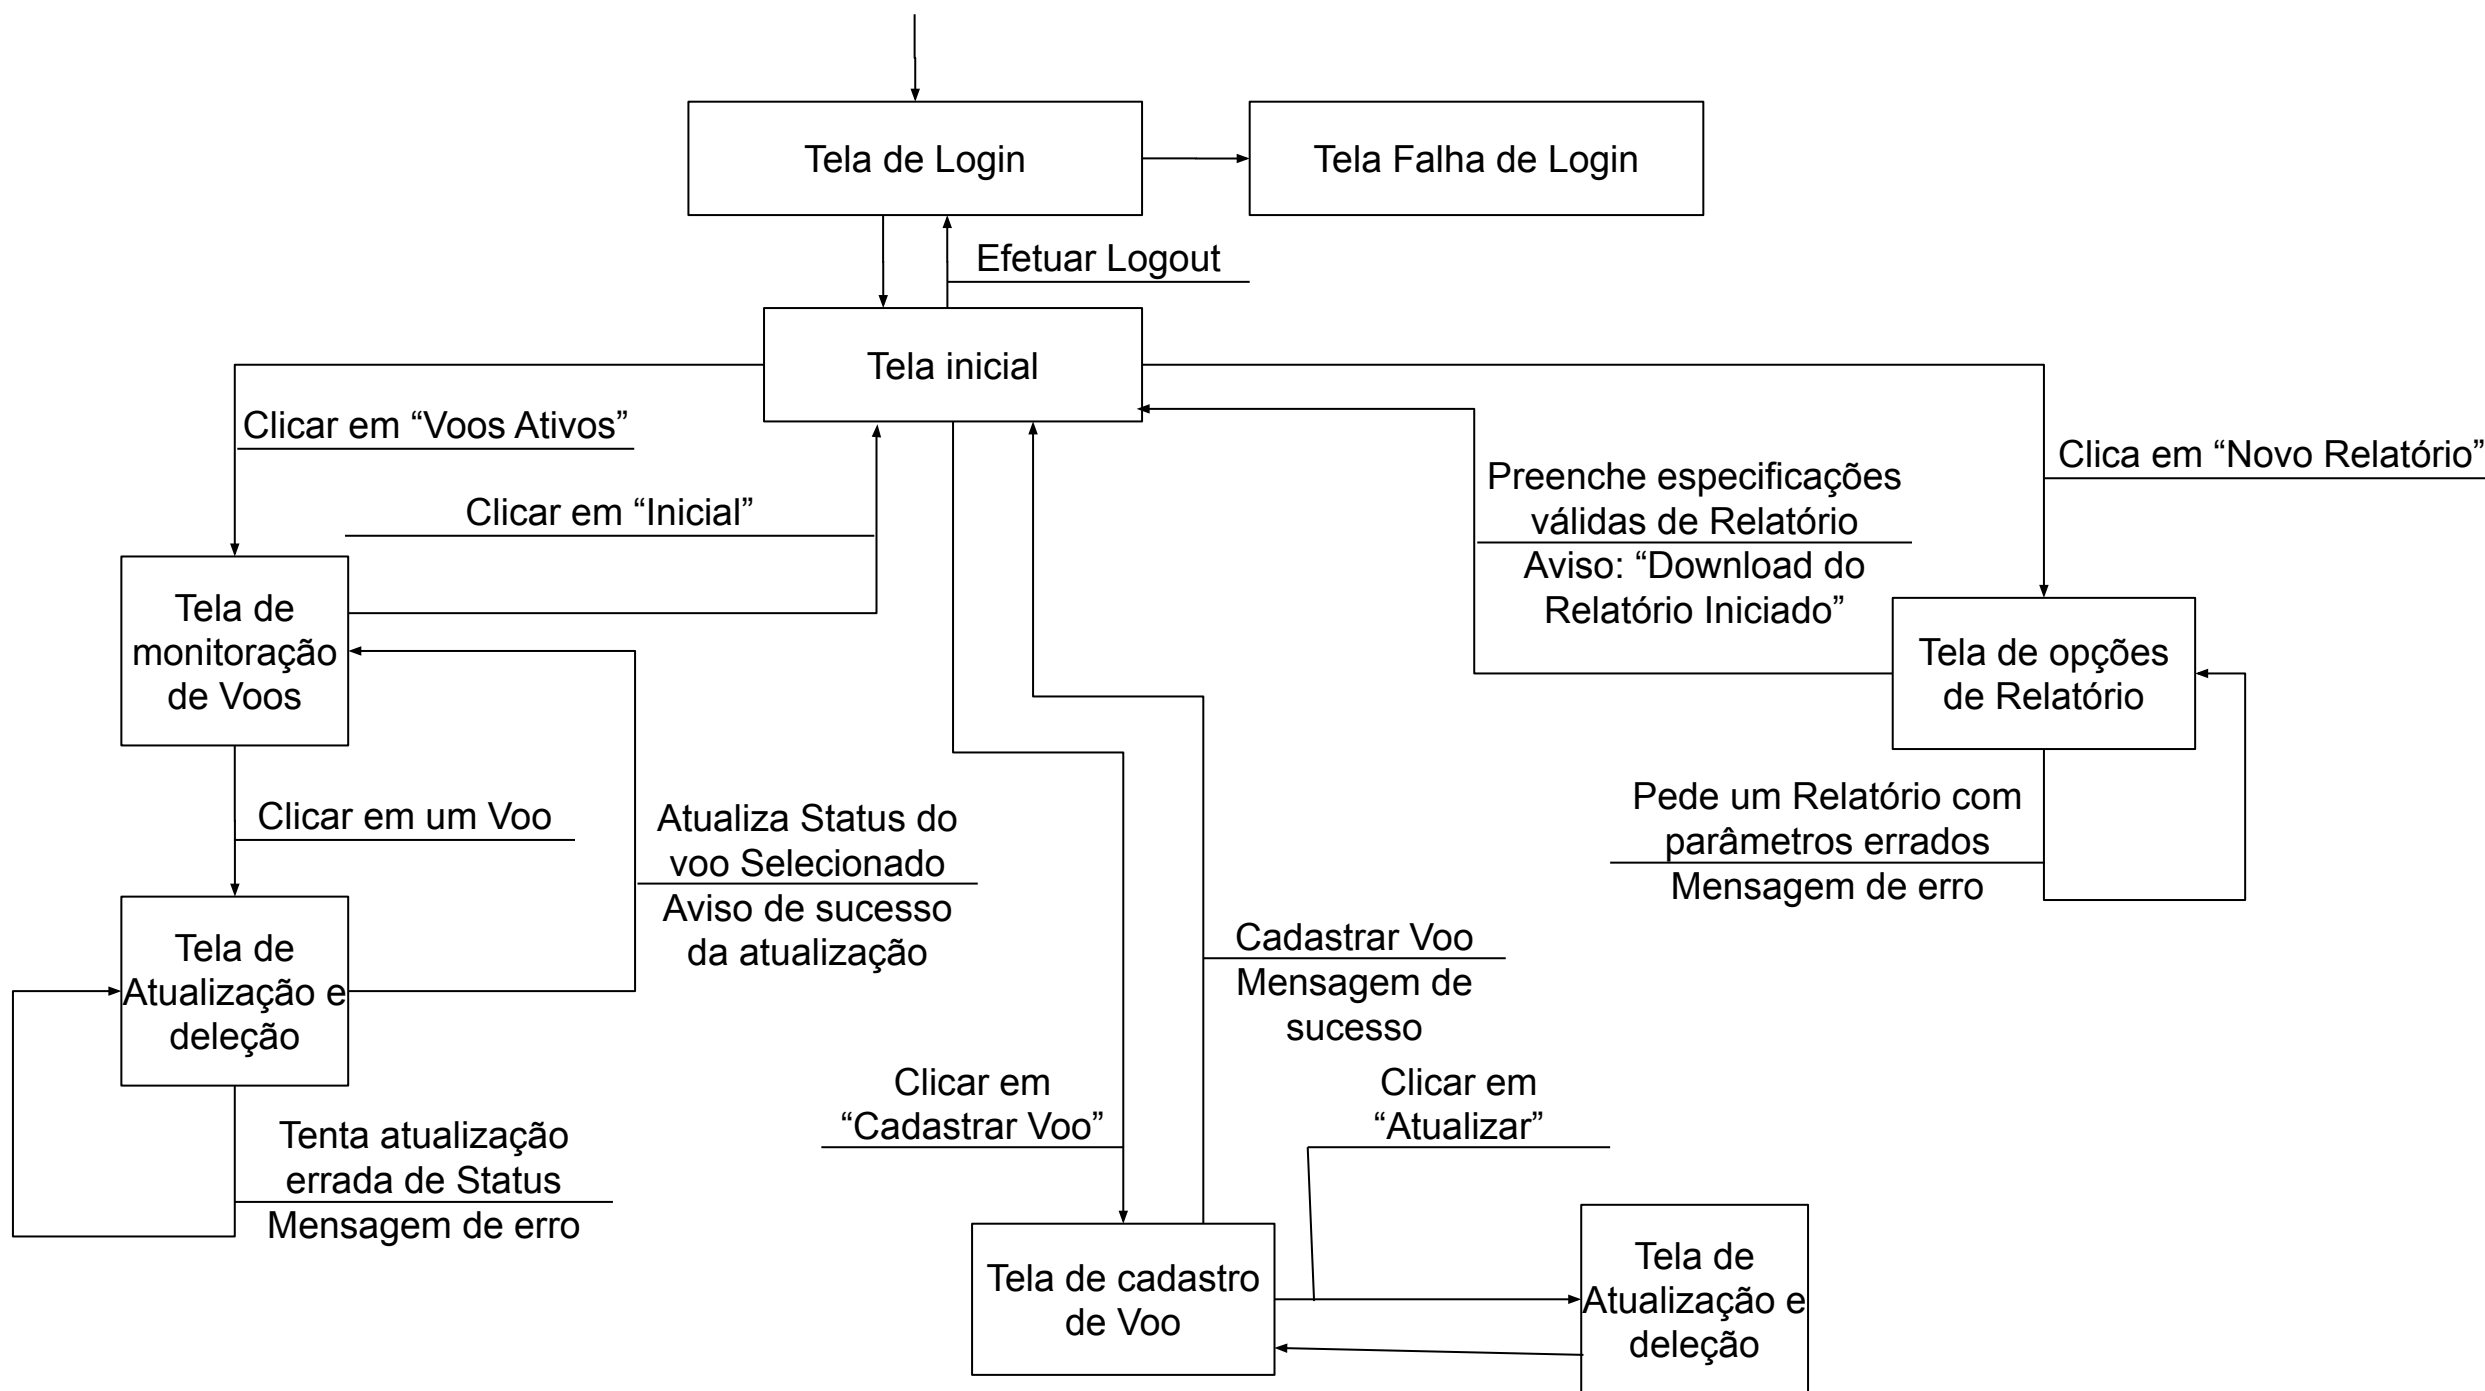 Tela de Login
Tela Falha de Login
Efetuar Logout
Tela inicial
Clicar em “Voos Ativos”
Clicar em “Inicial”
Preenche especificações
válidas de Relatório
Aviso: “Download do
Relatório Iniciado”
Clica em “Novo Relatório”
Tela de
monitoração
de Voos
Tela de opções
de Relatório
Clicar em um Voo
Atualiza Status do
voo Selecionado
Aviso de sucesso
da atualização
Pede um Relatório com
parâmetros errados
Mensagem de erro
Tela de
Atualização e
deleção
Cadastrar Voo
Mensagem de
sucesso
Tenta atualização
errada de Status
Mensagem de erro
Clicar em
“Cadastrar Voo”
Clicar em
“Atualizar”
Tela de cadastro
de Voo
Tela de
Atualização e
deleção